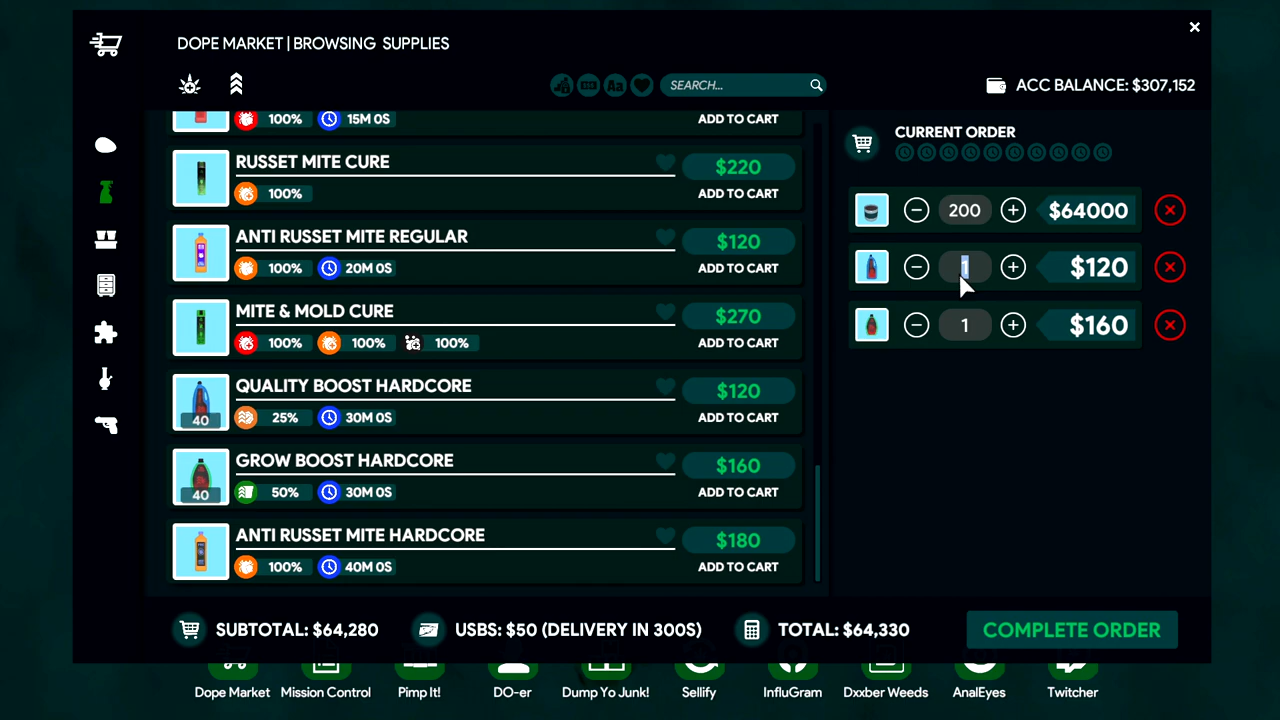 DOPE MARKET | BROWSING SUPPLIES
Aa
SEARCH...
ACC BALANCE: $307,152
100% 15M 0S
ADD TO CART
RUSSET MITE CURE
$220
100%
ADD TO CART
ANTI RUSSET MITE REGULAR
$120
100% 20M 0S
ADD TO CART
MITE & MOLD CURE
$270
100% 100% 100%
ADD TO CART
QUALITY BOOST HARDCORE
$120
40
25% 30M 0S
ADD TO CART
GROW BOOST HARDCORE
$160
40
50% 30M 0S
ADD TO CART
ANTI RUSSET MITE HARDCORE
$180
100% 40M 0S
ADD TO CART
CURRENT ORDER
200 $64000
1 $120
1 $160
SUBTOTAL: $64,280
USBS: $50 (DELIVERY IN 300S)
TOTAL: $64,330
COMPLETE ORDER
Dope Market
Mission Control
Pimp It!
DO-er
Dump Yo Junk!
Sellify
InfluGram
Dxxber Weeds
AnalEyes
Twitcher